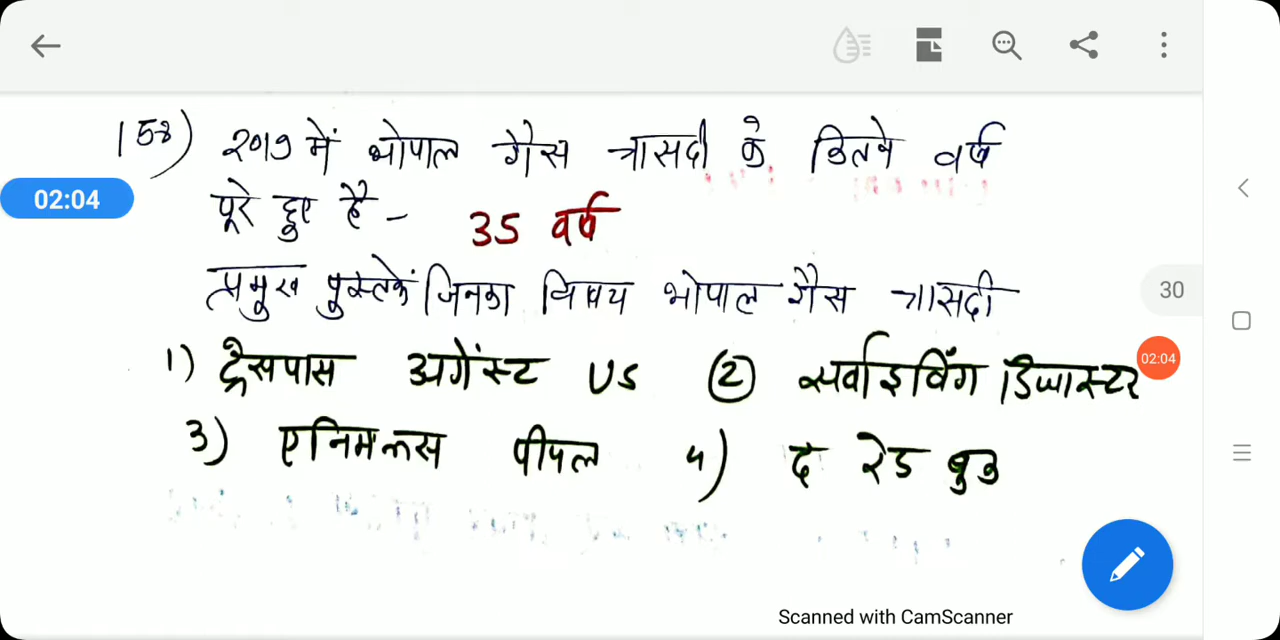 158) 2019 में भोपाल गैस त्रासदी के कितने वर्ष
02:04
पूरे हुए है - 35 वर्ष
प्रमुख पुस्तकें जिनका विषय भोपाल गैस त्रासदी
30
1) ट्रेसपास अगेंस्ट US (2) सर्वाइविंग डिजास्टर
02:04
3) एनिमल्स पीपल 4) द रेड बुक
Scanned with CamScanner